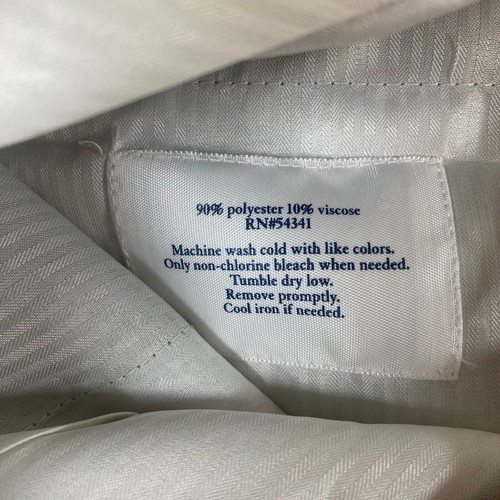 90% polyester 10% viscose
RN#54341
Machine wash cold with like colors.
Only non-chlorine bleach when needed.
Tumble dry low.
Remove promptly.
Cool iron if needed.